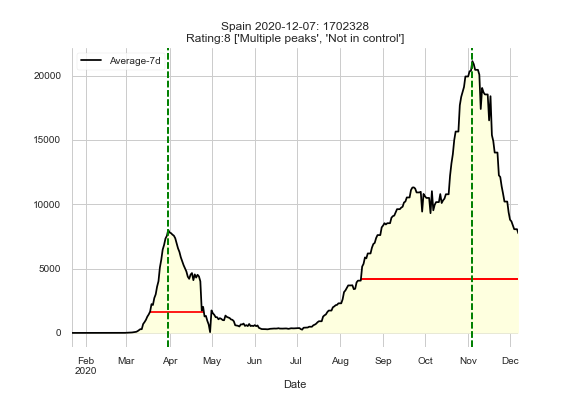 Spain 2020-12-07: 1702328
Rating:8 ['Multiple peaks', 'Not in control']
Average-7d
20000
15000
10000
5000
0
Feb Mar Apr May Jun Jul Aug Sep Oct Nov Dec
2020
Date